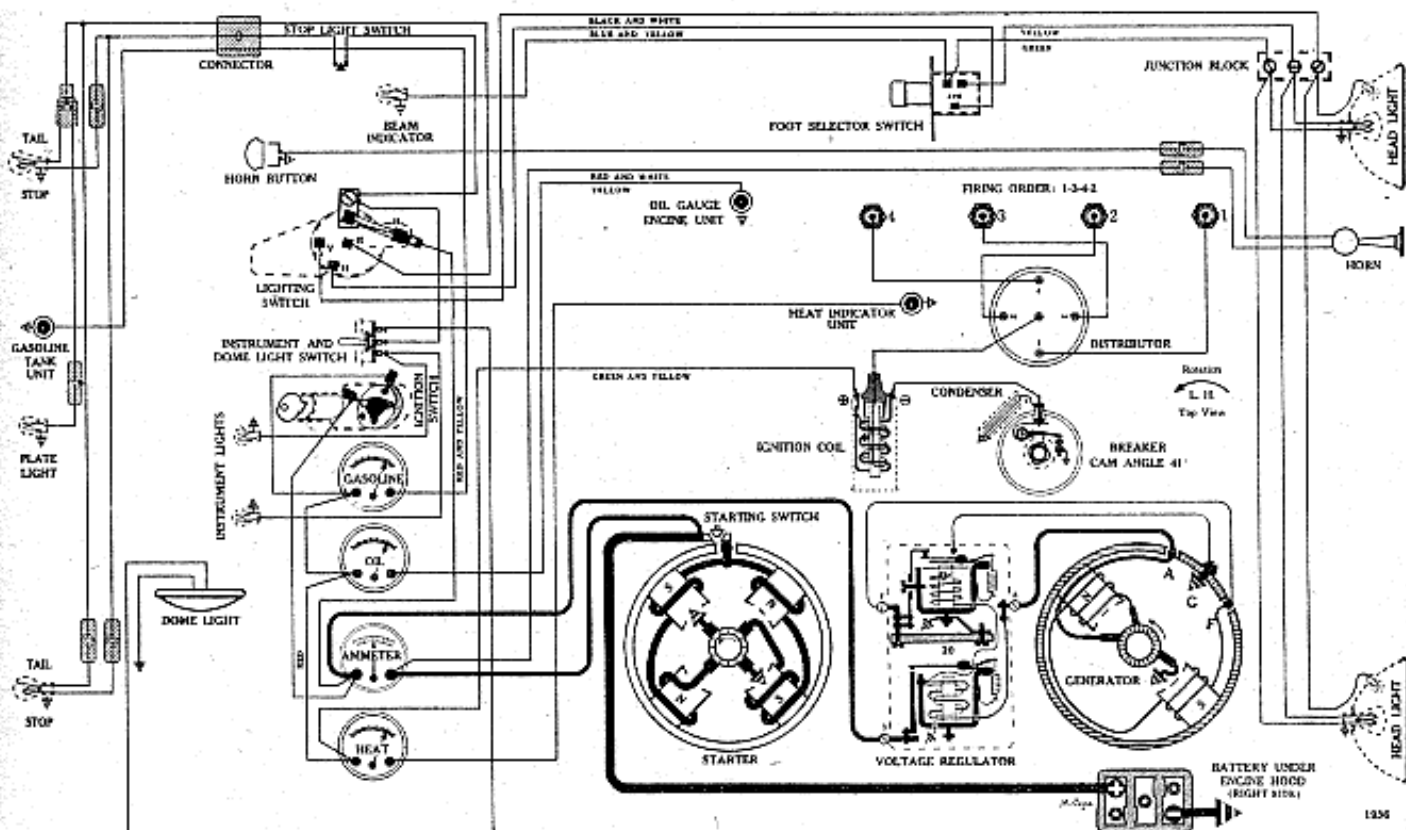 BLACK AND WHITE
BLUE AND YELLOW
STOP LIGHT SWITCH
CONNECTOR
YELLOW
GREEN
JUNCTION BLOCK
HEAD LIGHT
BEAM
INDICATOR
FOOT SELECTOR SWITCH
TAIL
STOP
HORN BUTTON
RED AND WHITE
YELLOW
OIL GAUGE
ENGINE UNIT
FIRING ORDER: 1-3-4-2
4
3
2
1
HORN
LIGHTING
SWITCH
HEAT INDICATOR
UNIT
DISTRIBUTOR
GASOLINE
TANK
UNIT
INSTRUMENT AND
DOME LIGHT SWITCH
IGNITION
SWITCH
GREEN AND YELLOW
CONDENSER
Rotation
L. H.
Top View
PLATE
LIGHT
INSTRUMENT LIGHTS
RED AND YELLOW
GASOLINE
IGNITION COIL
BREAKER
CAM ANGLE 41
STARTING SWITCH
OIL
A
C
F
N
S
N
S
N
S
20
DOME LIGHT
RED
AMMETER
GENERATOR
TAIL
STOP
HEAT
STARTER
VOLTAGE REGULATOR
HEAD LIGHT
BATTERY UNDER
ENGINE HOOD
(RIGHT SIDE)
1936